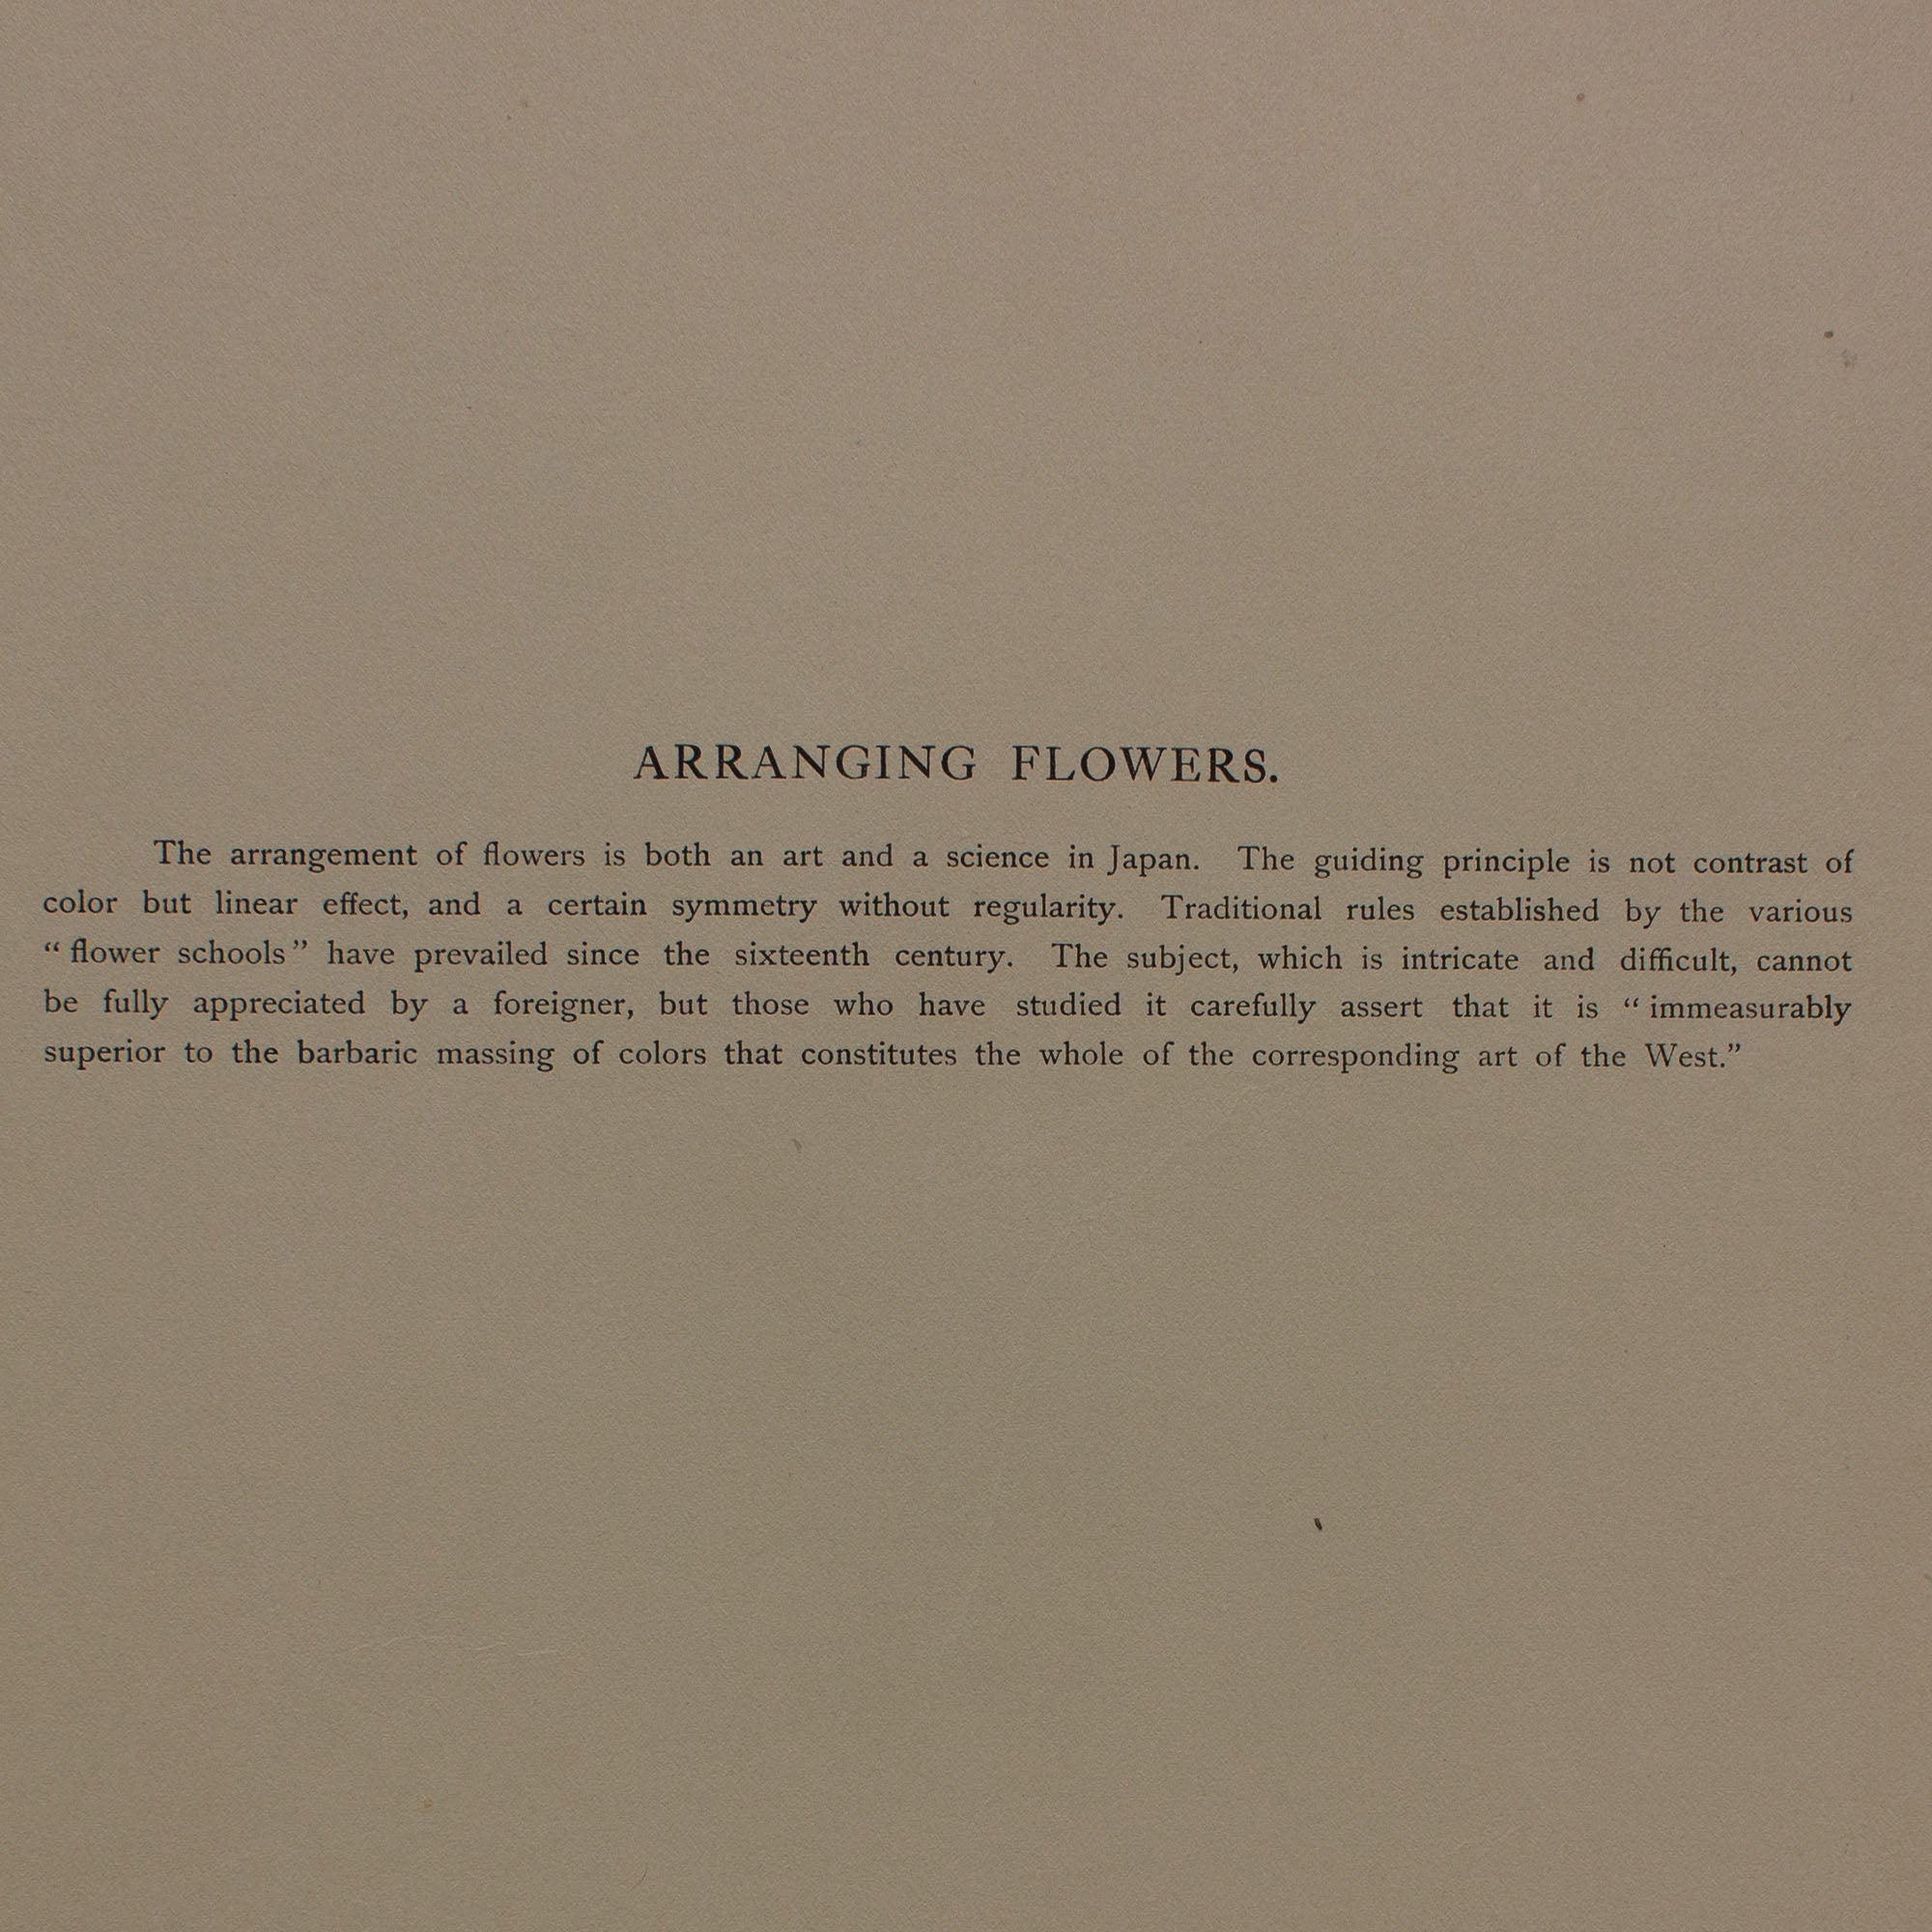 ARRANGING FLOWERS.
The arrangement of flowers is both an art and a science in Japan. The guiding principle is not contrast of
color but linear effect, and a certain symmetry without regularity. Traditional rules established by the various
“ flower schools ” have prevailed since the sixteenth century. The subject, which is intricate and difficult, cannot
be fully appreciated by a foreigner, but those who have studied it carefully assert that it is “ immeasurably
superior to the barbaric massing of colors that constitutes the whole of the corresponding art of the West.”